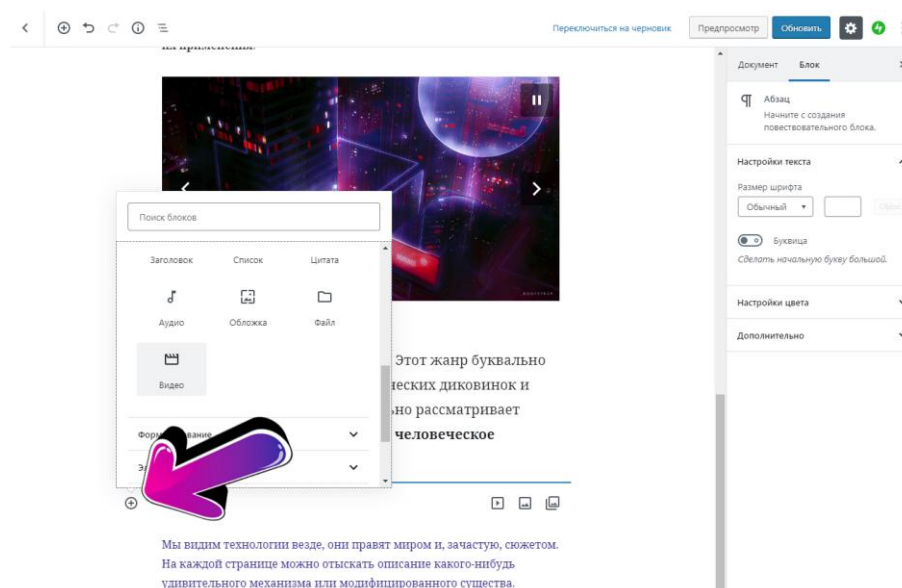 Переключиться на черновик
Предпросмотр
Обновить
их применения.
Документ
Блок
Абзац
Начните с создания
повествовательного блока.
Настройки текста
Размер шрифта
Обычный
Буквица
Сделать начальную букву большой.
Настройки цвета
Дополнительно
Поиск блоков
Заголовок Список Цитата
Аудио Обложка Файл
Видео
Этот жанр буквально
диковинок и
рассматривает
человеческое
Мы видим технологии везде, они правят миром и, зачастую, сюжетом.
На каждой странице можно отыскать описание какого-нибудь
удивительного механизма или модифицированного существа.